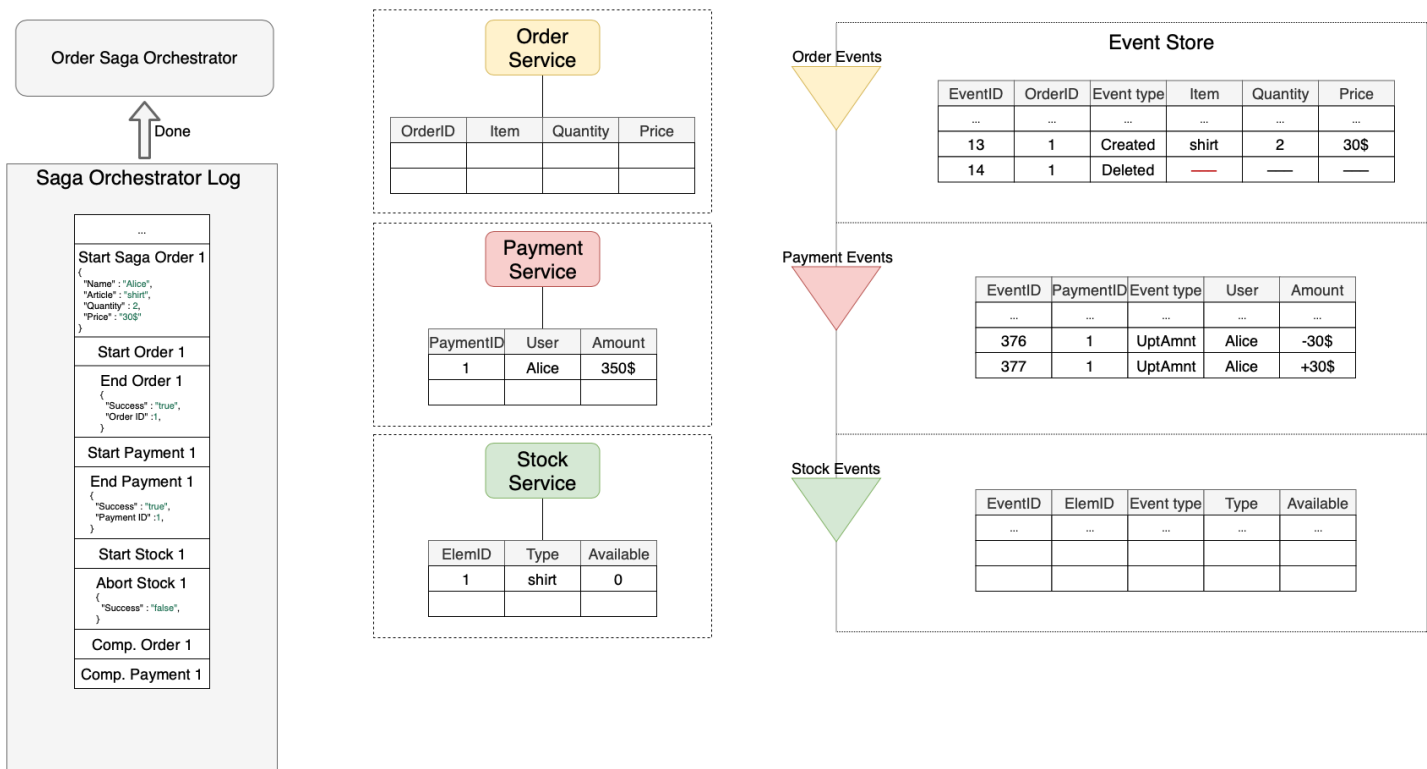 Order Saga Orchestrator
Done
Saga Orchestrator Log
...
Start Saga Order 1
{
"Name" : "Alice",
"Article" : "shirt",
"Quantity" : 2,
"Price" : "30$"
}
Start Order 1
End Order 1
{
"Success" : "true",
"Order ID" :1,
}
Start Payment 1
End Payment 1
{
"Success" : "true",
"Payment ID" :1,
}
Start Stock 1
Abort Stock 1
{
"Success" : "false",
}
Comp. Order 1
Comp. Payment 1
Order
Service
OrderID Item Quantity Price
Payment
Service
PaymentID User Amount
1 Alice 350$
Stock
Service
ElemID Type Available
1 shirt 0
Event Store
Order Events
EventID OrderID Event type Item Quantity Price
... ... ... ... ... ...
13 1 Created shirt 2 30$
14 1 Deleted — — —
Payment Events
EventID PaymentID Event type User Amount
... ... ... ... ...
376 1 UptAmnt Alice -30$
377 1 UptAmnt Alice +30$
Stock Events
EventID ElemID Event type Type Available
... ... ... ... ...